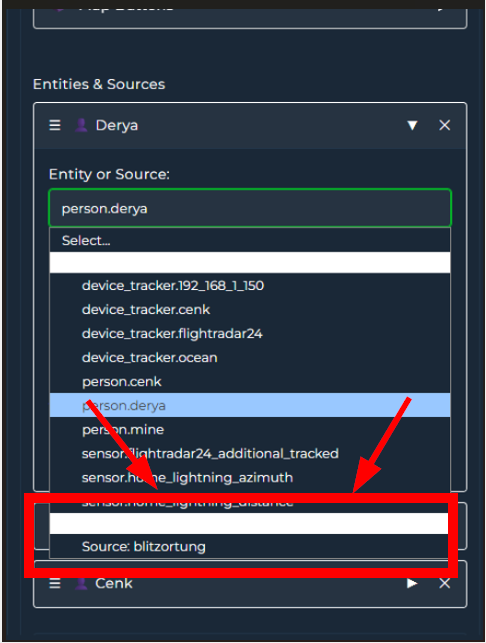 Map Buttons
Entities & Sources
Derya
Entity or Source:
person.derya
Select...
device_tracker.192_168_1_150
device_tracker.cenk
device_tracker.flightradar24
device_tracker.ocean
person.cenk
person.derya
person.mine
sensor.flightradar24_additional_tracked
sensor.home_lightning_azimuth
sensor.home_lightning_distance
Source: blitzortung
Cenk